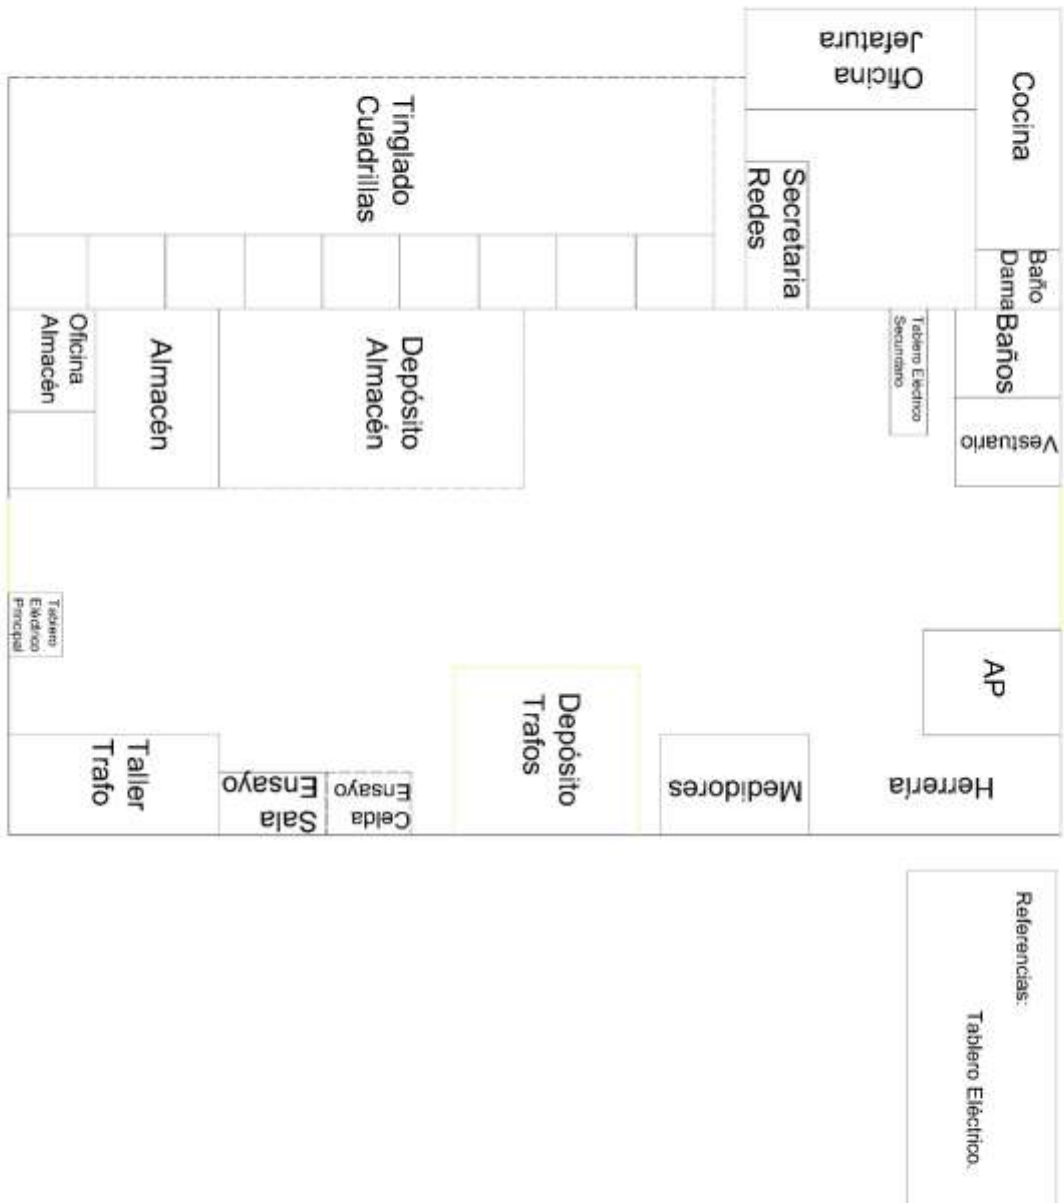 Oficina
Jefatura
Cocina
Tinglado
Cuadrillas
Secretaria
Redes
Baño
Dama
Baños
Oficina
Almacén
Almacén
Depósito
Almacén
Tablero Eléctrico
Secundario
Vestuario
Tablero
Eléctrico
Principal
AP
Taller
Trafo
Sala
Ensayo
Celda
Ensayo
Depósito
Trafos
Medidores
Herrería
Referencias:
Tablero Eléctrico.